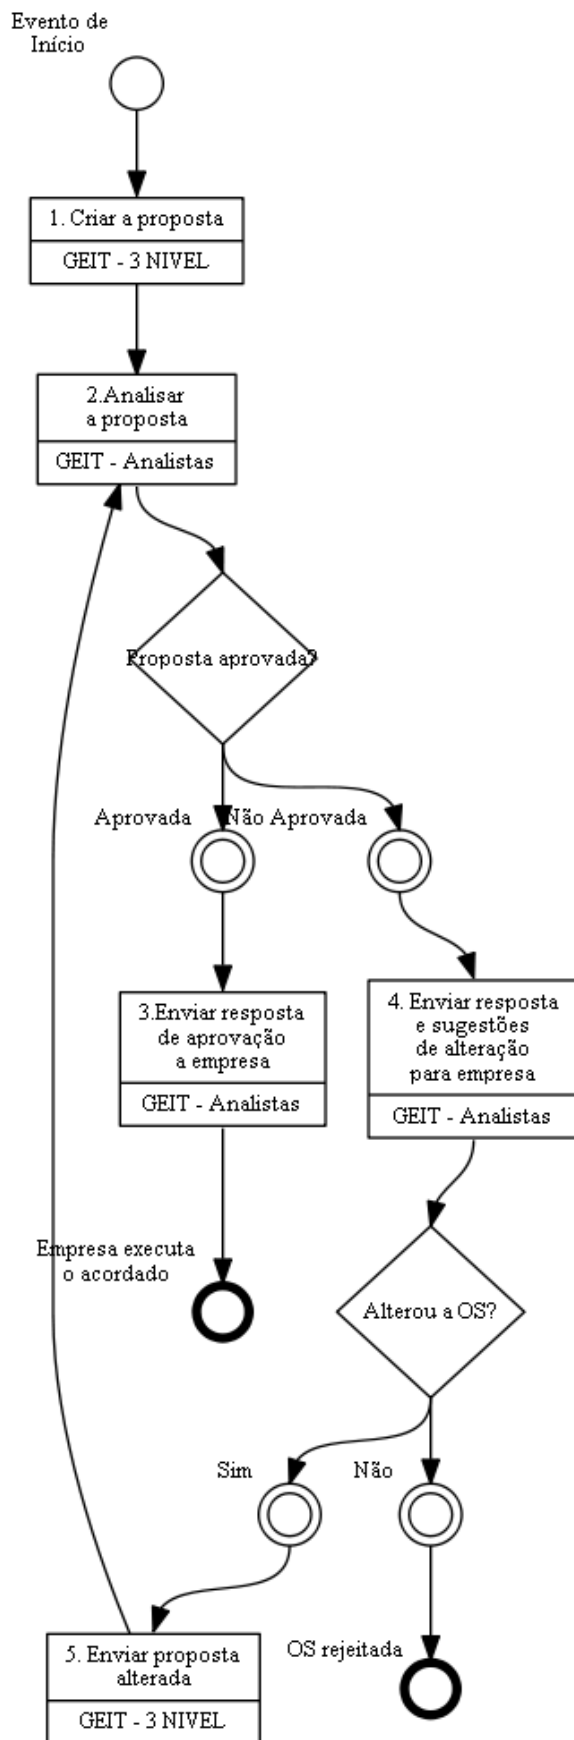 Evento de
Início
1. Criar a proposta
GEIT - 3 NIVEL
2.Analisar
a proposta
GEIT - Analistas
Proposta aprovada?
Aprovada
Não Aprovada
3.Enviar resposta
de aprovação
a empresa
GEIT - Analistas
4. Enviar resposta
e sugestões
de alteração
para empresa
GEIT - Analistas
Empresa executa
o acordado
Alterou a OS?
Sim
Não
5. Enviar proposta
alterada
GEIT - 3 NIVEL
OS rejeitada